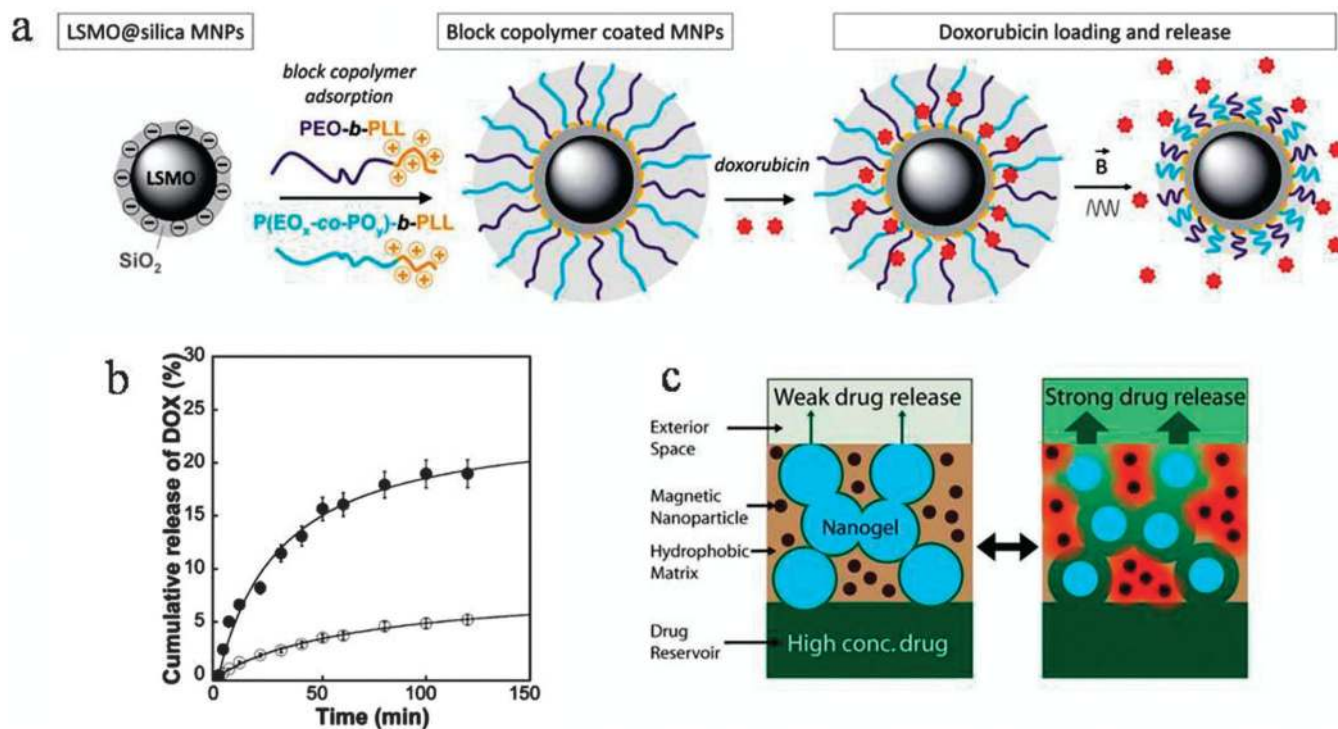 a
LSMO@silica MNPs
Block copolymer coated MNPs
Doxorubicin loading and release
block copolymer
adsorption
PEO-b-PLL
LSMO
P(EOx-co-POy)-b-PLL
SiO2
doxorubicin
B
b
Cumulative release of DOX (%)
30
25
20
15
10
5
0
0
50
100
150
Time (min)
c
Weak drug release
Strong drug release
Exterior
Space
Magnetic
Nanoparticle
Nanogel
Hydrophobic
Matrix
Drug
Reservoir
High conc. drug